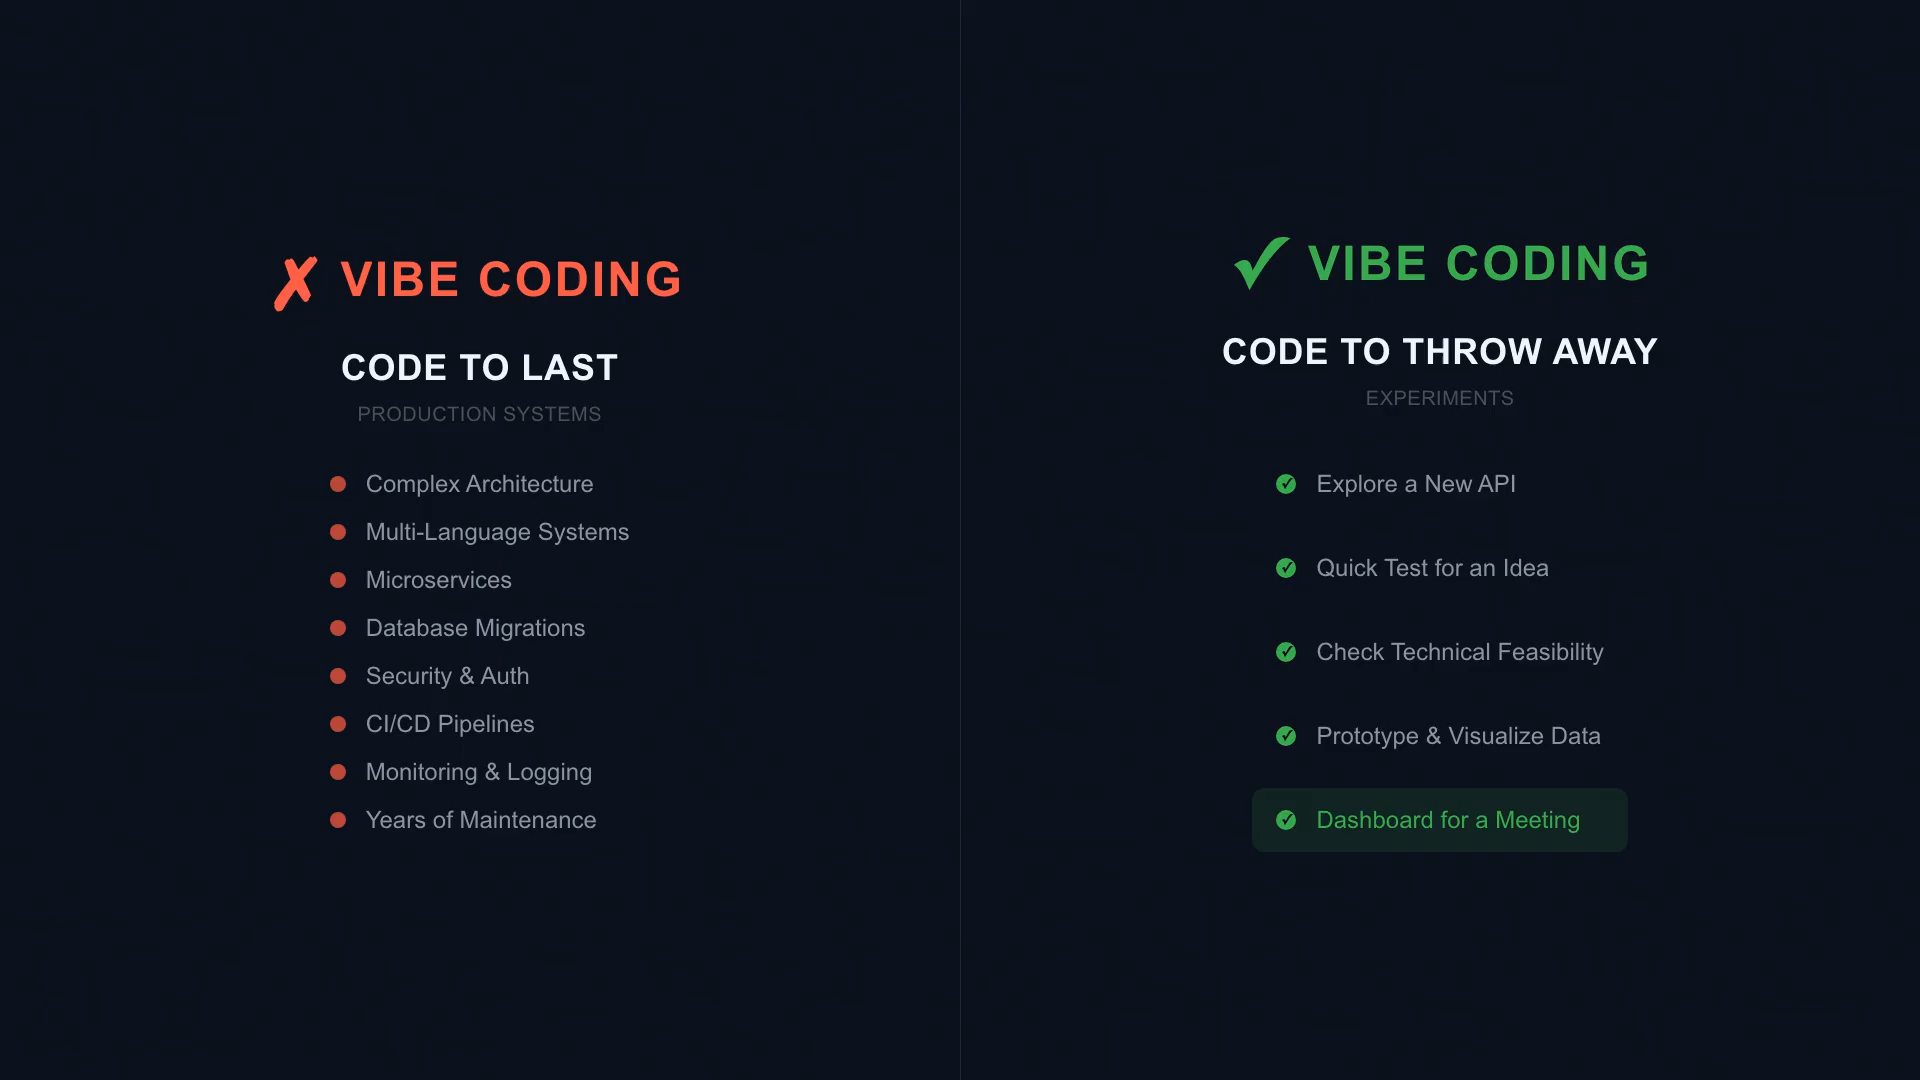 ✗ VIBE CODING
CODE TO LAST
PRODUCTION SYSTEMS
Complex Architecture
Multi-Language Systems
Microservices
Database Migrations
Security & Auth
CI/CD Pipelines
Monitoring & Logging
Years of Maintenance
✓ VIBE CODING
CODE TO THROW AWAY
EXPERIMENTS
Explore a New API
Quick Test for an Idea
Check Technical Feasibility
Prototype & Visualize Data
Dashboard for a Meeting